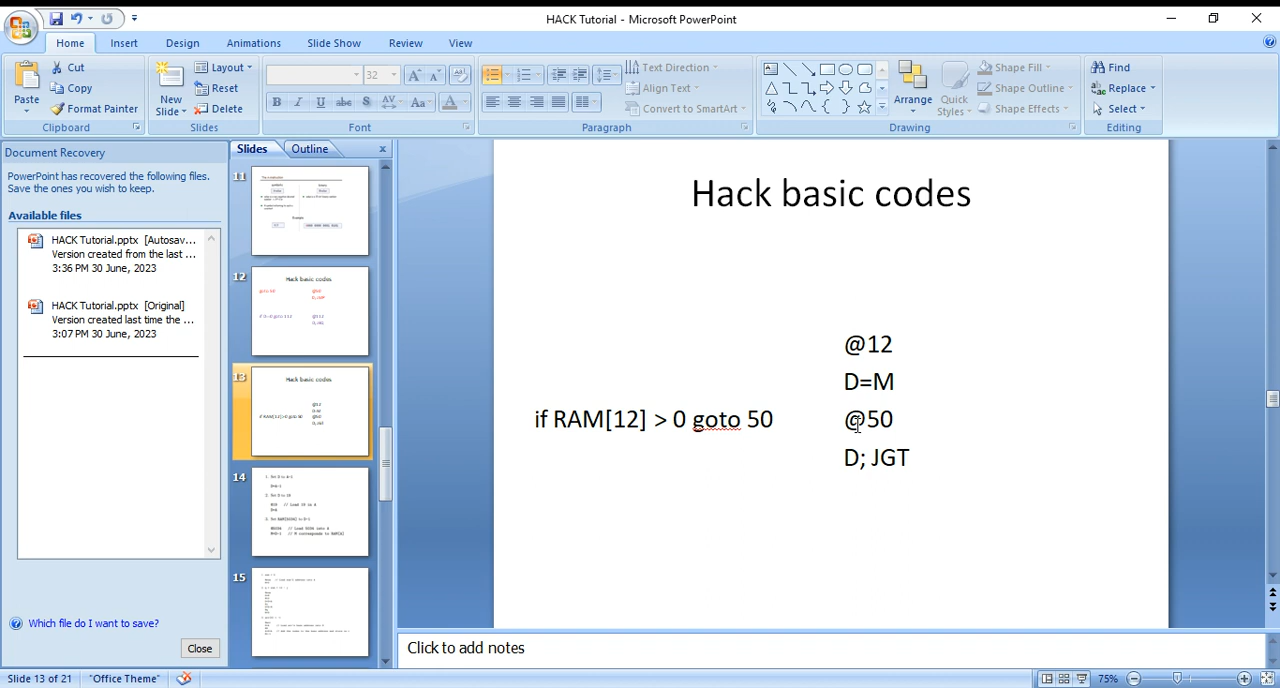 HACK Tutorial - Microsoft PowerPoint
Home Insert Design Animations Slide Show Review View
Paste
Cut
Copy
Format Painter
Clipboard
New Slide
Layout
Reset
Delete
Slides
32
B I U abc S AV Aa A
Font
Text Direction
Align Text
Convert to SmartArt
Paragraph
Arrange
Quick Styles
Shape Fill
Shape Outline
Shape Effects
Drawing
Find
Replace
Select
Editing
Document Recovery
PowerPoint has recovered the following files.
Save the ones you wish to keep.
Available files
HACK Tutorial.pptx [Autosav...
Version created from the last ...
3:36 PM 30 June, 2023
HACK Tutorial.pptx [Original]
Version created last time the ...
3:07 PM 30 June, 2023
Which file do I want to save?
Close
Slides Outline
11
12
Hack basic codes
13
Hack basic codes
14
15
Hack basic codes
@12
D=M
if RAM[12] > 0 goto 50 @50
D; JGT
Click to add notes
Slide 13 of 21 "Office Theme" 75%